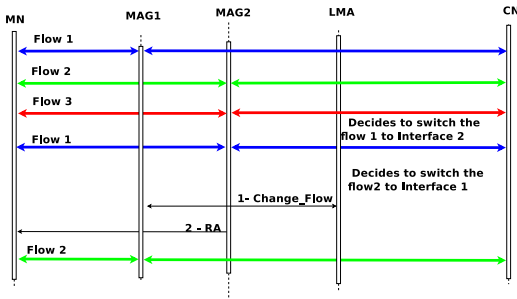 MN
MAG1
MAG2
LMA
CN
Flow 1
Flow 2
Flow 3
Decides to switch the
flow 1 to Interface 2
Flow 1
Decides to switch the
flow2 to Interface 1
1- Change_Flow
2 - RA
Flow 2